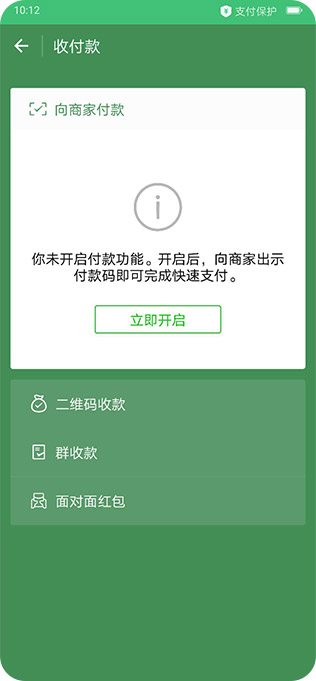 10:12 支付保护
收付款
向商家付款
你未开启付款功能。开启后，向商家出示
付款码即可完成快速支付。
立即开启
二维码收款
群收款
面对面红包